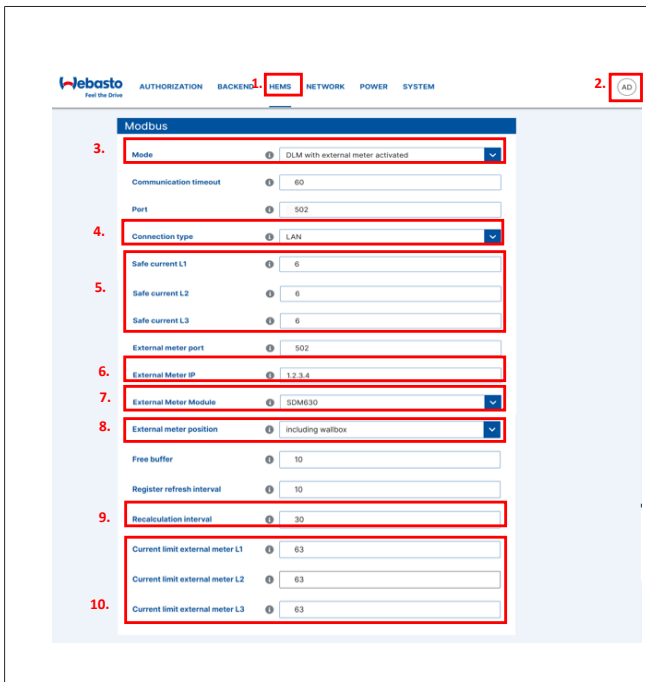 webasto
Feel the Drive
AUTHORIZATION BACKEND 1. HEMS NETWORK POWER SYSTEM 2. AD
Modbus
3. Mode DLM with external meter activated
Communication timeout 60
Port 502
4. Connection type LAN
Safe current L1 6
5. Safe current L2 6
Safe current L3 6
External meter port 502
6. External Meter IP 1.2.3.4
7. External Meter Module SDM630
8. External meter position including wallbox
Free buffer 10
Register refresh interval 10
9. Recalculation interval 30
Current limit external meter L1 63
Current limit external meter L2 63
10. Current limit external meter L3 63